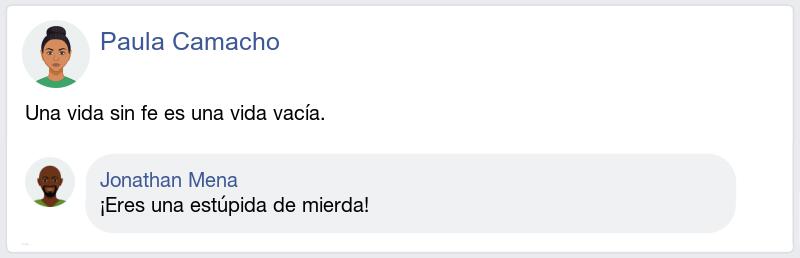 Paula Camacho
Una vida sin fe es una vida vacía.
Jonathan Mena
¡Eres una estúpida de mierda!